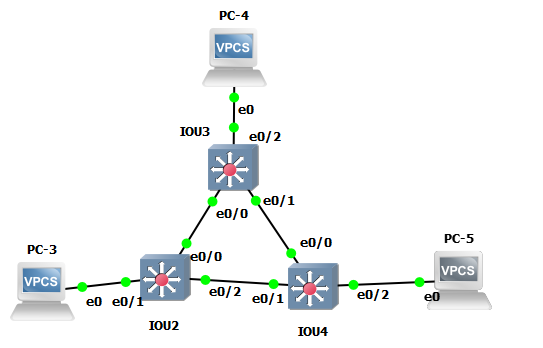 PC-4
VPCS
e0
IOU3
e0/2
e0/0
e0/1
e0/0
e0/0
PC-5
VPCS
PC-3
VPCS
e0
e0/1
e0/2
e0/1
e0/2
e0
IOU2
IOU4